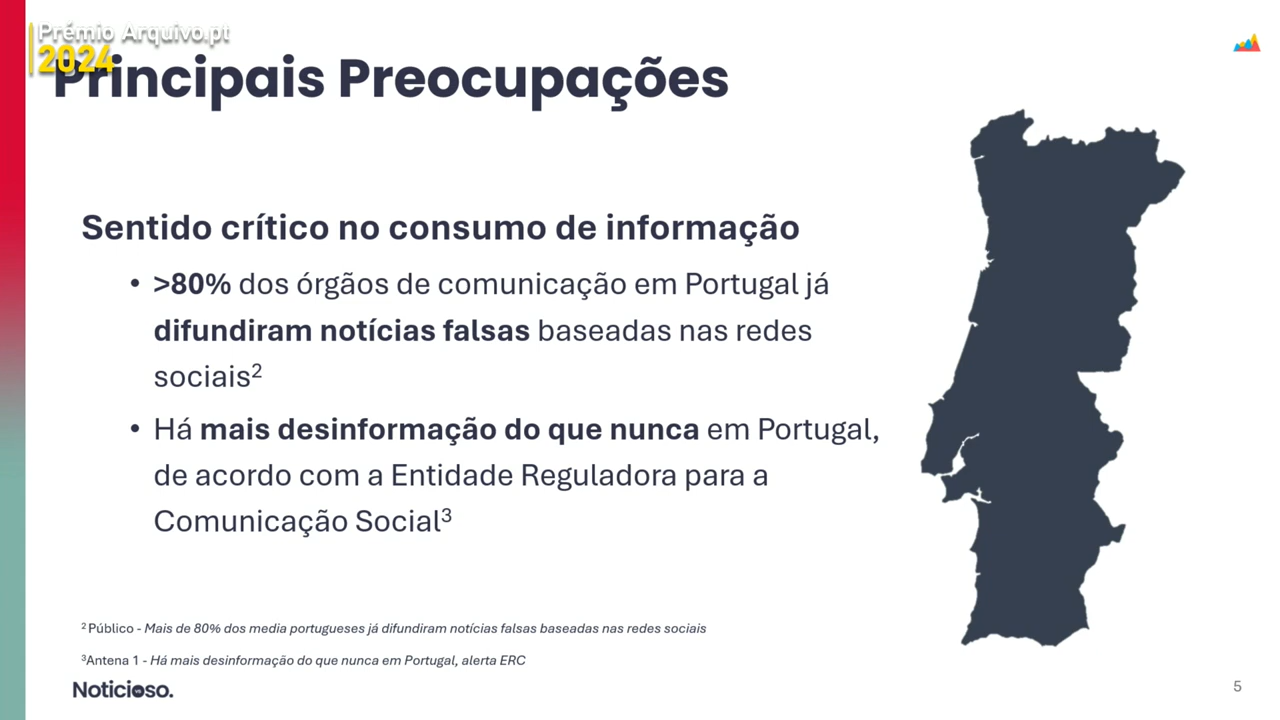 Prémio Arquivo.pt
2024
Principais Preocupações
Sentido crítico no consumo de informação
• >80% dos órgãos de comunicação em Portugal já
difundiram notícias falsas baseadas nas redes
sociais²
• Há mais desinformação do que nunca em Portugal,
de acordo com a Entidade Reguladora para a
Comunicação Social³
² Público - Mais de 80% dos media portugueses já difundiram notícias falsas baseadas nas redes sociais
³Antena 1 - Há mais desinformação do que nunca em Portugal, alerta ERC
Noticioso.
5